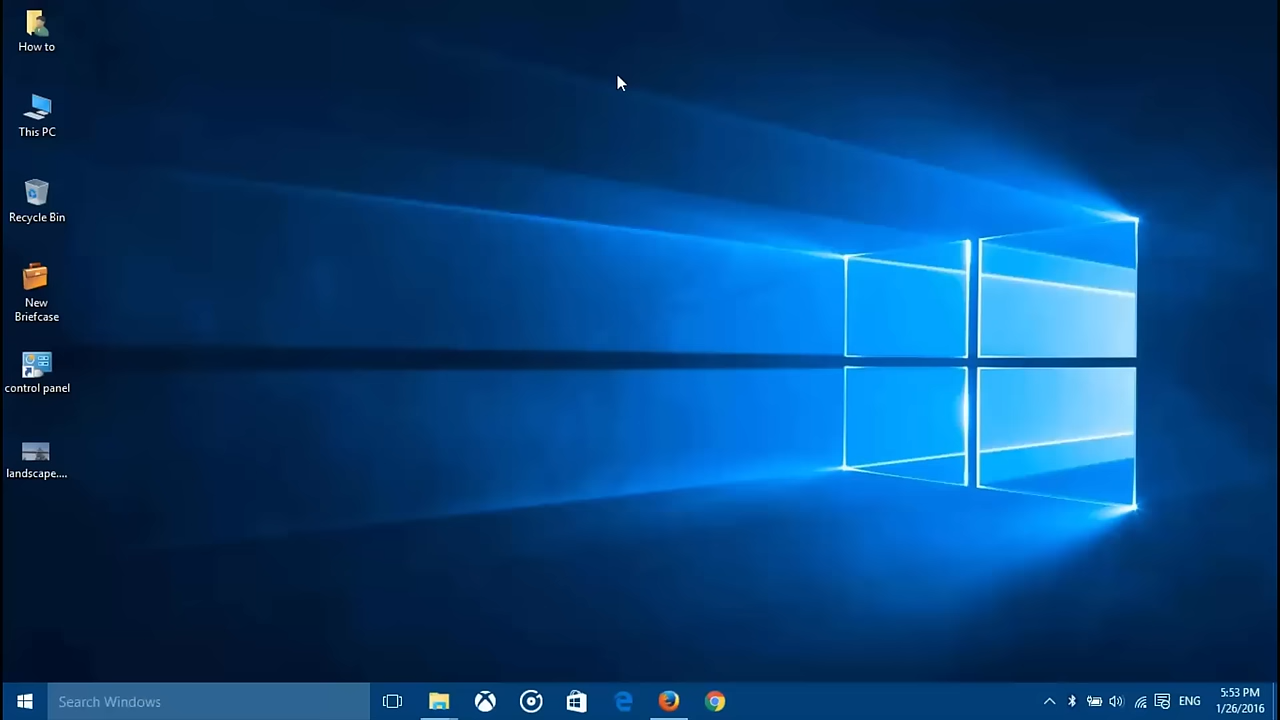 How to
This PC
Recycle Bin
New
Briefcase
control panel
landscape....
Search Windows
ENG
5:53 PM
1/26/2016